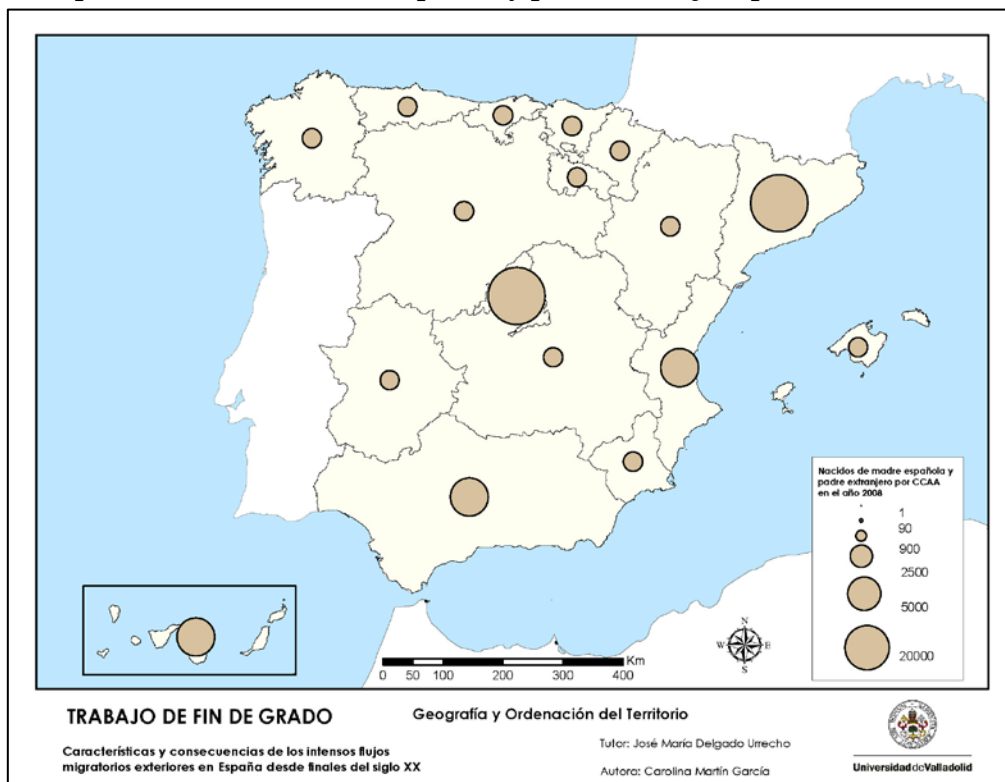 Nacidos de madre española y
padre extranjero por CCAA
en el año 2008
1
90
900
2500
5000
20000
N
W E
S
Km
0 50 100 200 300 400
TRABAJO DE FIN DE GRADO
Geografía y Ordenación del Territorio
Características y consecuencias de los intensos flujos
migratorios exteriores en España desde finales del siglo XX
Tutor: José María Delgado Urrecho
Autora: Carolina Martín García
UniversidaddeValladolid